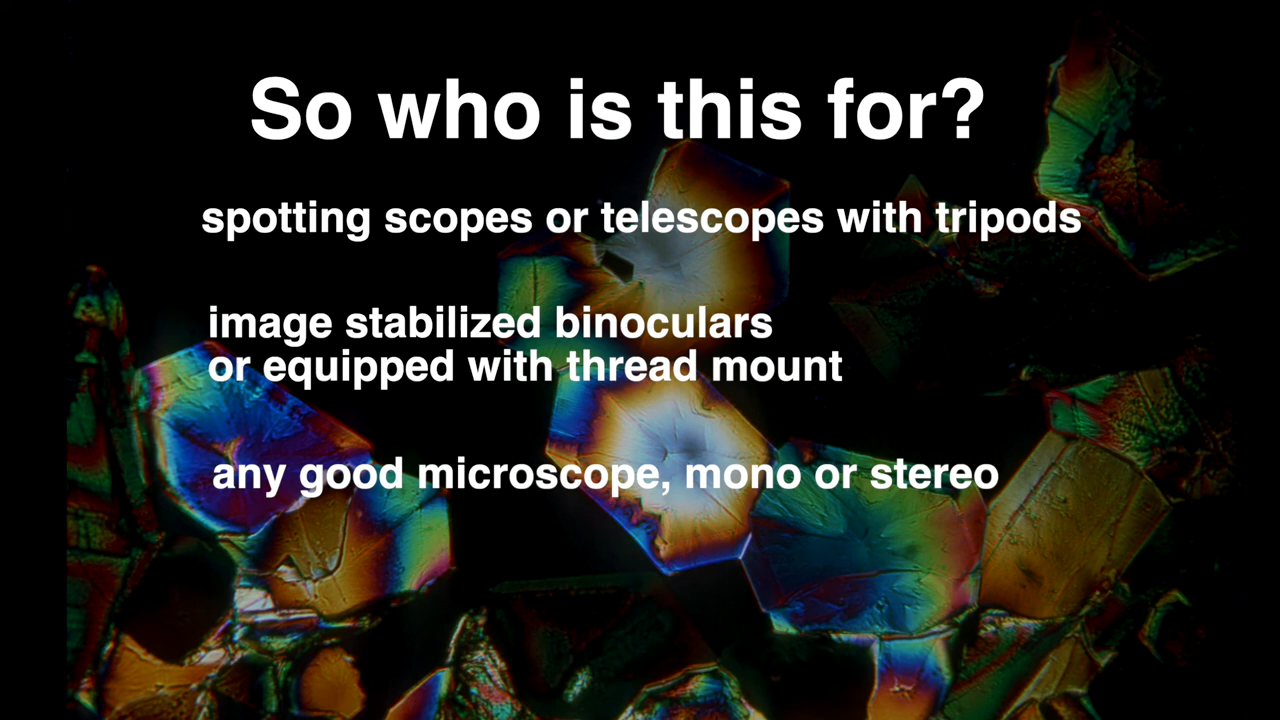 So who is this for?
spotting scopes or telescopes with tripods
image stabilized binoculars
or equipped with thread mount
any good microscope, mono or stereo